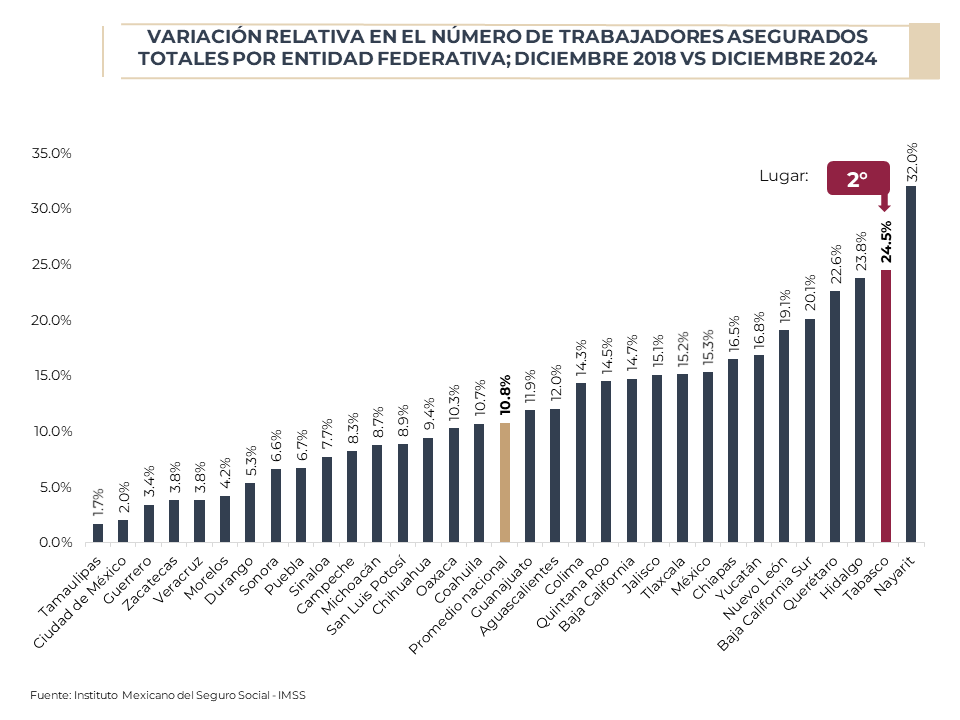 VARIACIÓN RELATIVA EN EL NÚMERO DE TRABAJADORES ASEGURADOS
TOTALES POR ENTIDAD FEDERATIVA; DICIEMBRE 2018 VS DICIEMBRE 2024
35.0%
30.0%
25.0%
20.0%
15.0%
10.0%
5.0%
0.0%
Lugar:
2°
1.7%
2.0%
3.4%
3.8%
3.8%
4.2%
5.3%
6.6%
6.7%
7.7%
8.3%
8.7%
8.9%
9.4%
10.3%
10.7%
10.8%
11.9%
12.0%
14.3%
14.5%
14.7%
15.1%
15.2%
15.3%
16.5%
16.8%
19.1%
20.1%
22.6%
23.8%
24.5%
32.0%
Tamaulipas
Ciudad de México
Guerrero
Zacatecas
Veracruz
Morelos
Durango
Sonora
Puebla
Sinaloa
Campeche
Michoacán
San Luis Potosí
Chihuahua
Oaxaca
Coahuila
Promedio nacional
Guanajuato
Aguascalientes
Colima
Quintana Roo
Baja California
Jalisco
Tlaxcala
México
Chiapas
Yucatán
Nuevo León
Baja California Sur
Querétaro
Hidalgo
Tabasco
Nayarit
Fuente: Instituto Mexicano del Seguro Social - IMSS